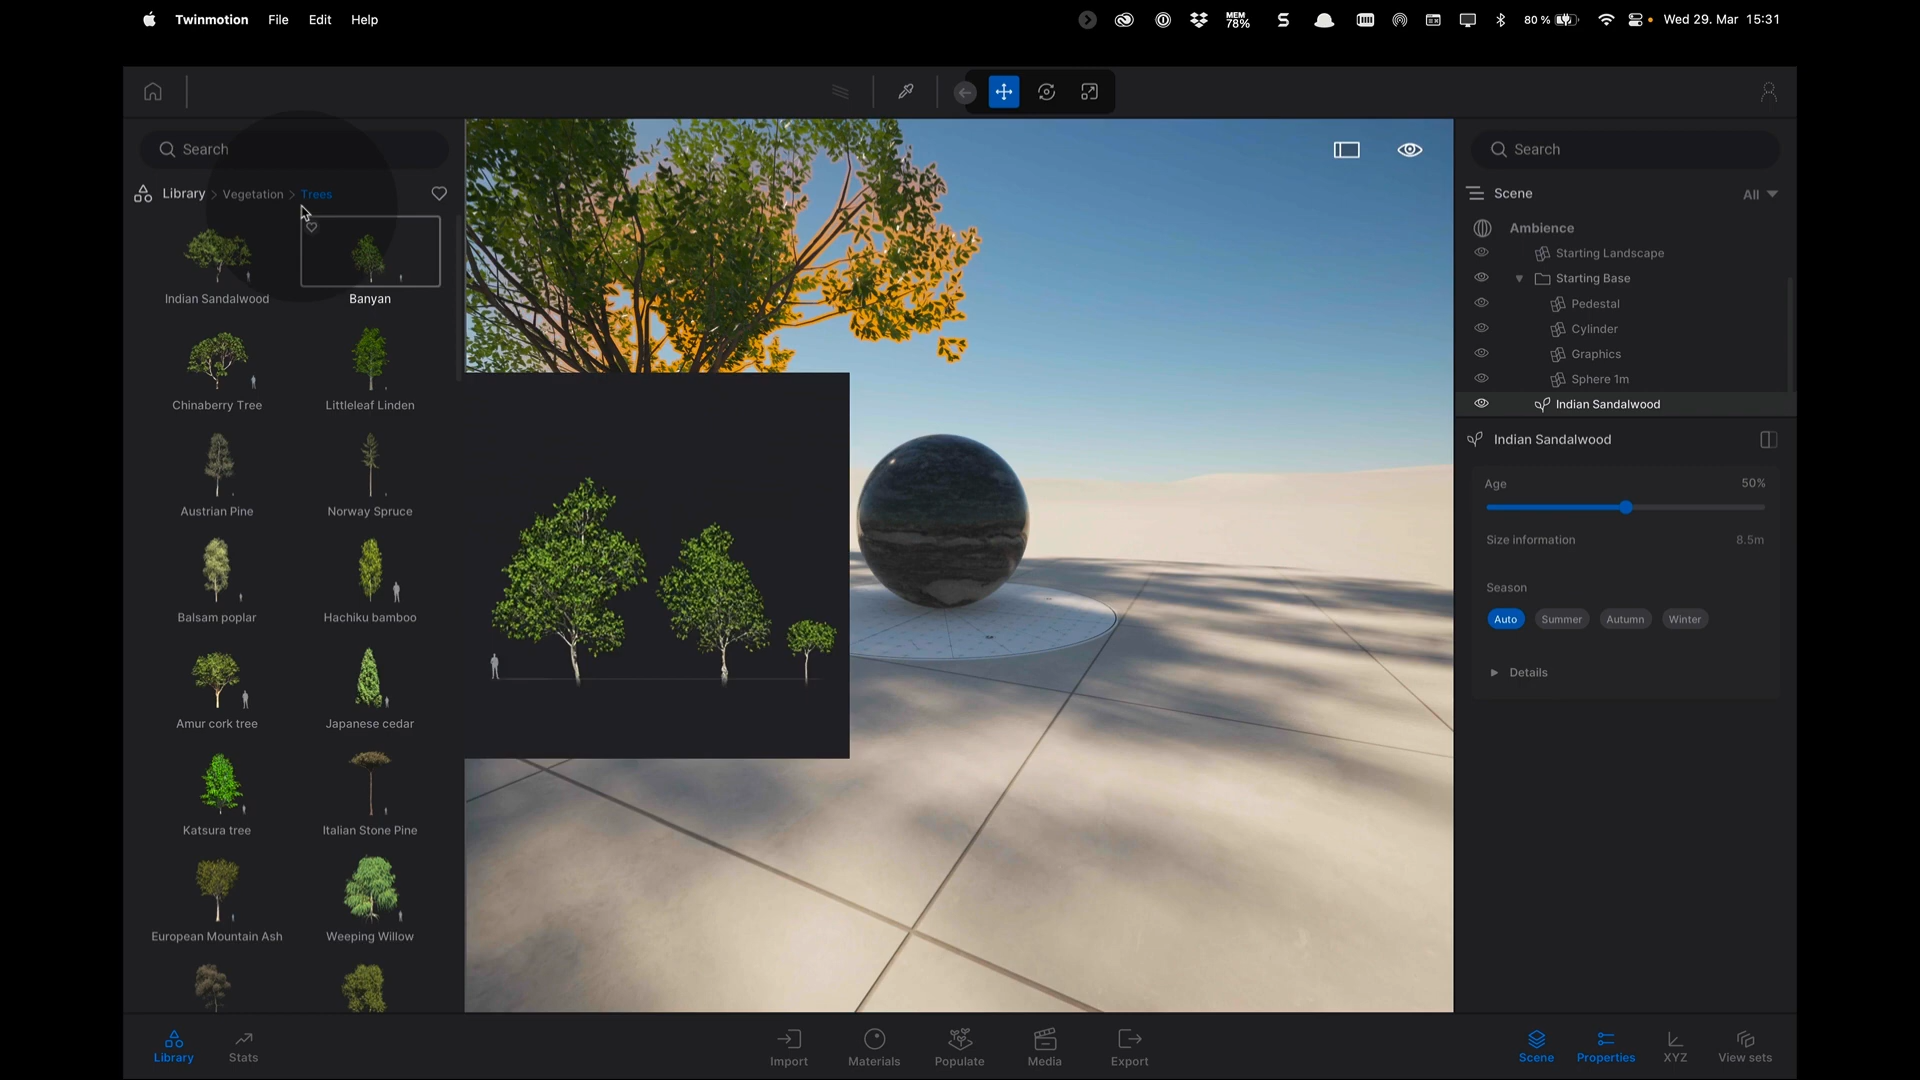 Twinmotion File Edit Help
MEM
78%
80 %
Wed 29. Mar 15:31
Search
Library > Vegetation > Trees
Indian Sandalwood
Banyan
Chinaberry Tree
Littleleaf Linden
Austrian Pine
Norway Spruce
Balsam poplar
Hachiku bamboo
Amur cork tree
Japanese cedar
Katsura tree
Italian Stone Pine
European Mountain Ash
Weeping Willow
Search
Scene
All
Ambience
Starting Landscape
Starting Base
Pedestal
Cylinder
Graphics
Sphere 1m
Indian Sandalwood
Indian Sandalwood
Age
50%
Size information
8.5m
Season
Auto
Summer
Autumn
Winter
Details
Library
Stats
Import
Materials
Populate
Media
Export
Scene
Properties
XYZ
View sets